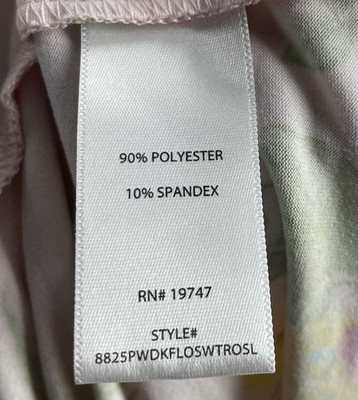 90% POLYESTER
10% SPANDEX
RN# 19747
STYLE#
8825PWDKFLOSWTROSL